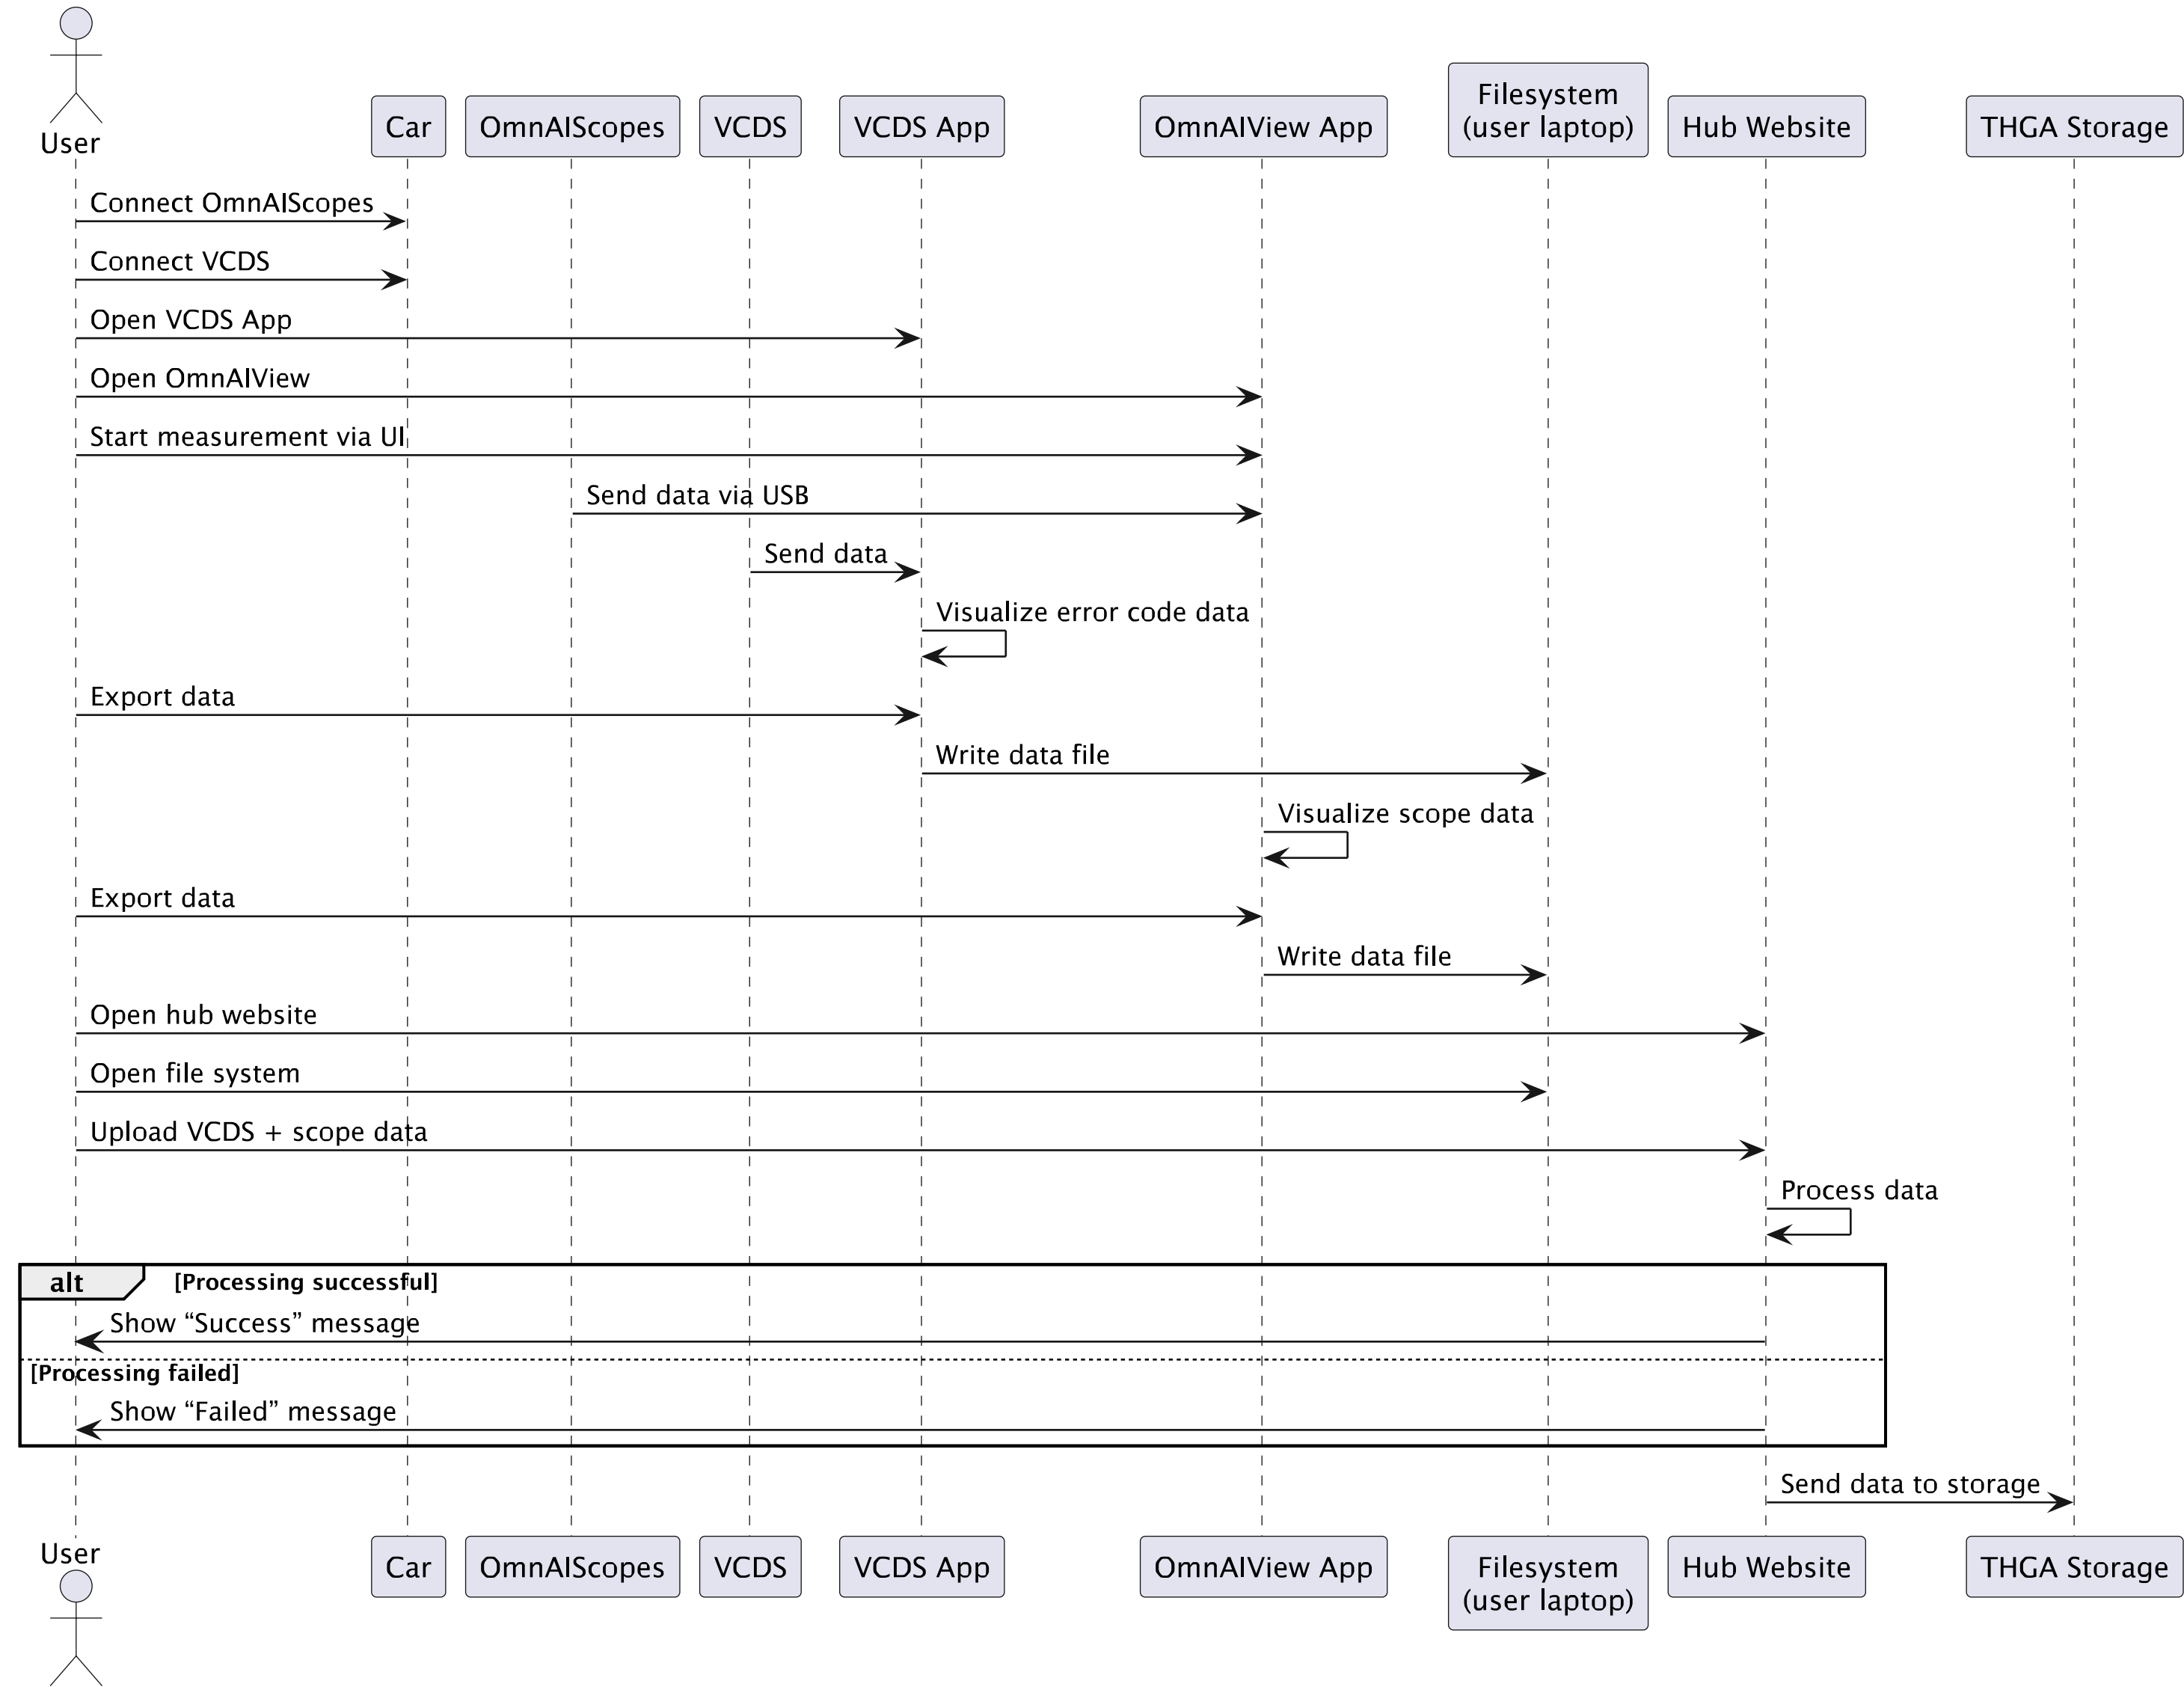 User
Car
OmnAIScopes
VCDS
VCDS App
OmnAIView App
Filesystem
(user laptop)
Hub Website
THGA Storage
Connect OmnAIScopes
Connect VCDS
Open VCDS App
Open OmnAIView
Start measurement via UI
Send data via USB
Send data
Visualize error code data
Export data
Write data file
Visualize scope data
Export data
Write data file
Open hub website
Open file system
Upload VCDS + scope data
Process data
alt
[Processing successful]
Show “Success” message
[Processing failed]
Show “Failed” message
Send data to storage
User
Car
OmnAIScopes
VCDS
VCDS App
OmnAIView App
Filesystem
(user laptop)
Hub Website
THGA Storage